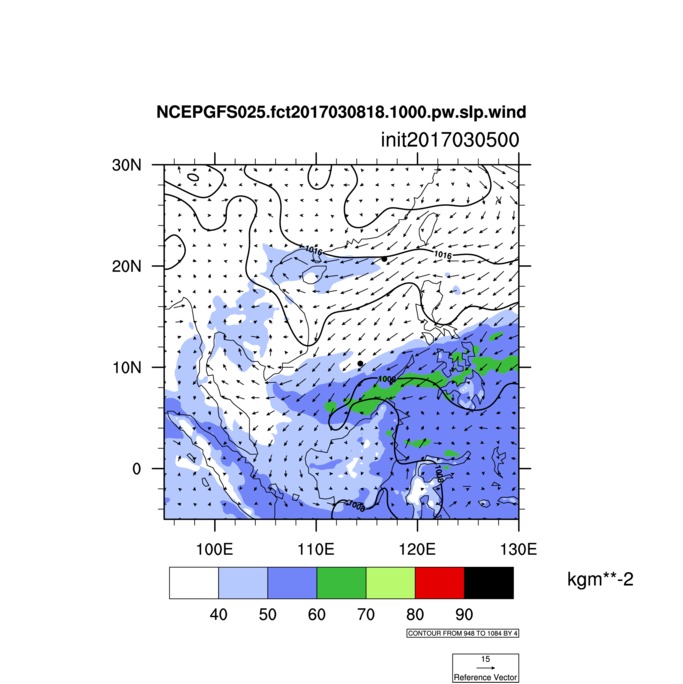 NCEPGFS025.fct2017030818.1000.pw.slp.wind
init2017030500
30N
1016
1016
20N
10N
1008
0
1008
1008
100E 110E 120E 130E
kgm**-2
40 50 60 70 80 90
CONTOUR FROM 948 TO 1084 BY 4
15
Reference Vector